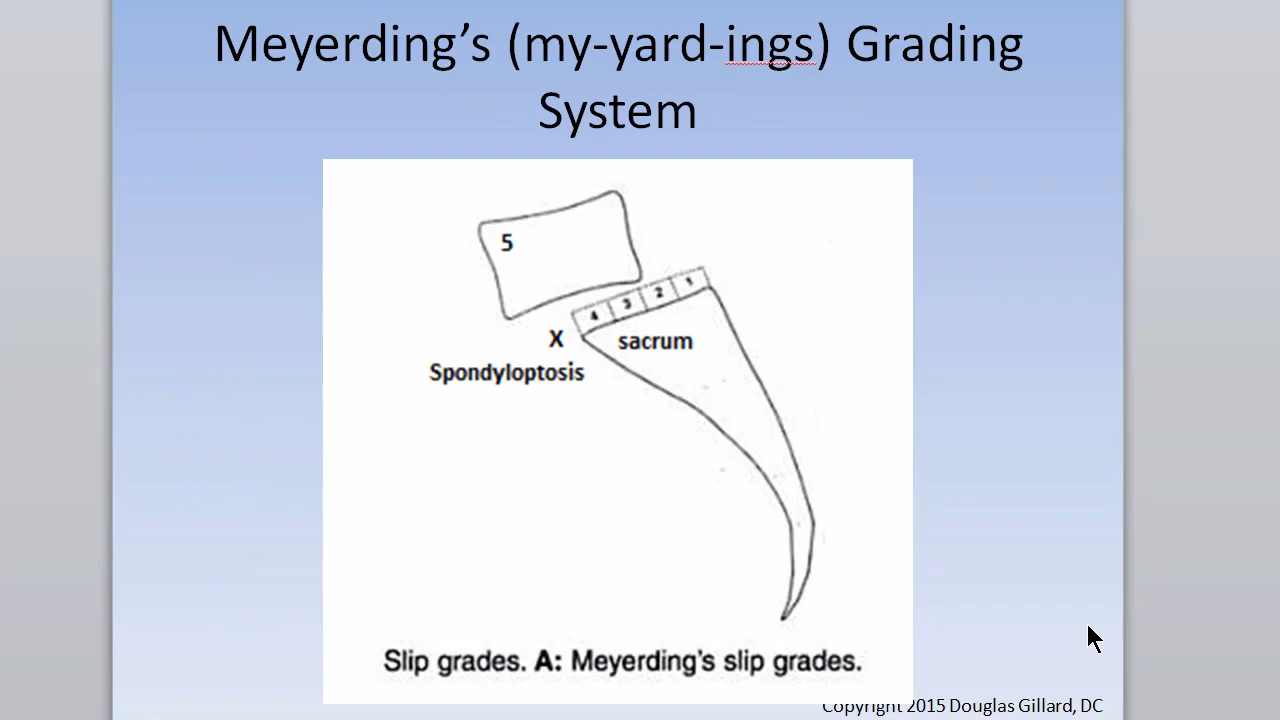 Meyerding’s (my-yard-ings) Grading
System
5
4 3 2 1
X
sacrum
Spondyloptosis
Slip grades. A: Meyerding’s slip grades.
Copyright 2015 Douglas Gillard, DC